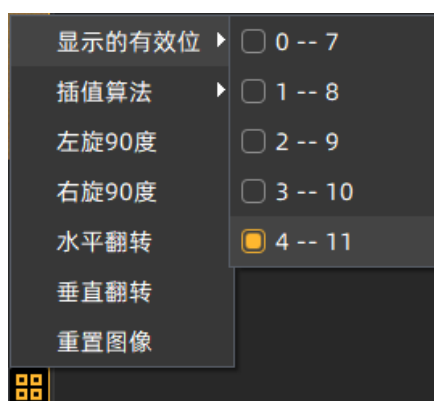 显示的有效位
插值算法
左旋90度
右旋90度
水平翻转
垂直翻转
重置图像
0 -- 7
1 -- 8
2 -- 9
3 -- 10
4 -- 11